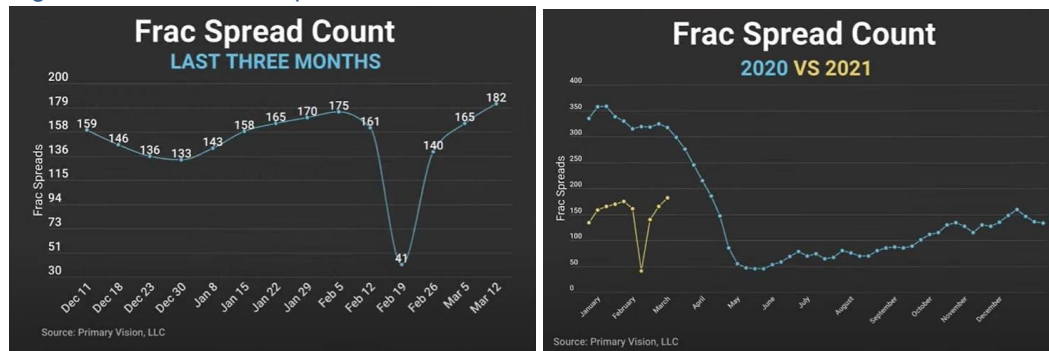 Frac Spread Count
LAST THREE MONTHS
Frac Spreads
200
179
158
136
115
94
73
51
30
159
146
136
133
143
158
165
170
175
161
41
140
165
182
Dec 11
Dec 18
Dec 23
Dec 30
Jan 8
Jan 15
Jan 22
Jan 29
Feb 5
Feb 12
Feb 19
Feb 26
Mar 5
Mar 12
Source: Primary Vision, LLC
Frac Spread Count
2020 VS 2021
Frac Spreads
400
350
300
250
200
150
100
50
0
January
February
March
April
May
June
July
August
September
October
November
December
Source: Primary Vision, LLC